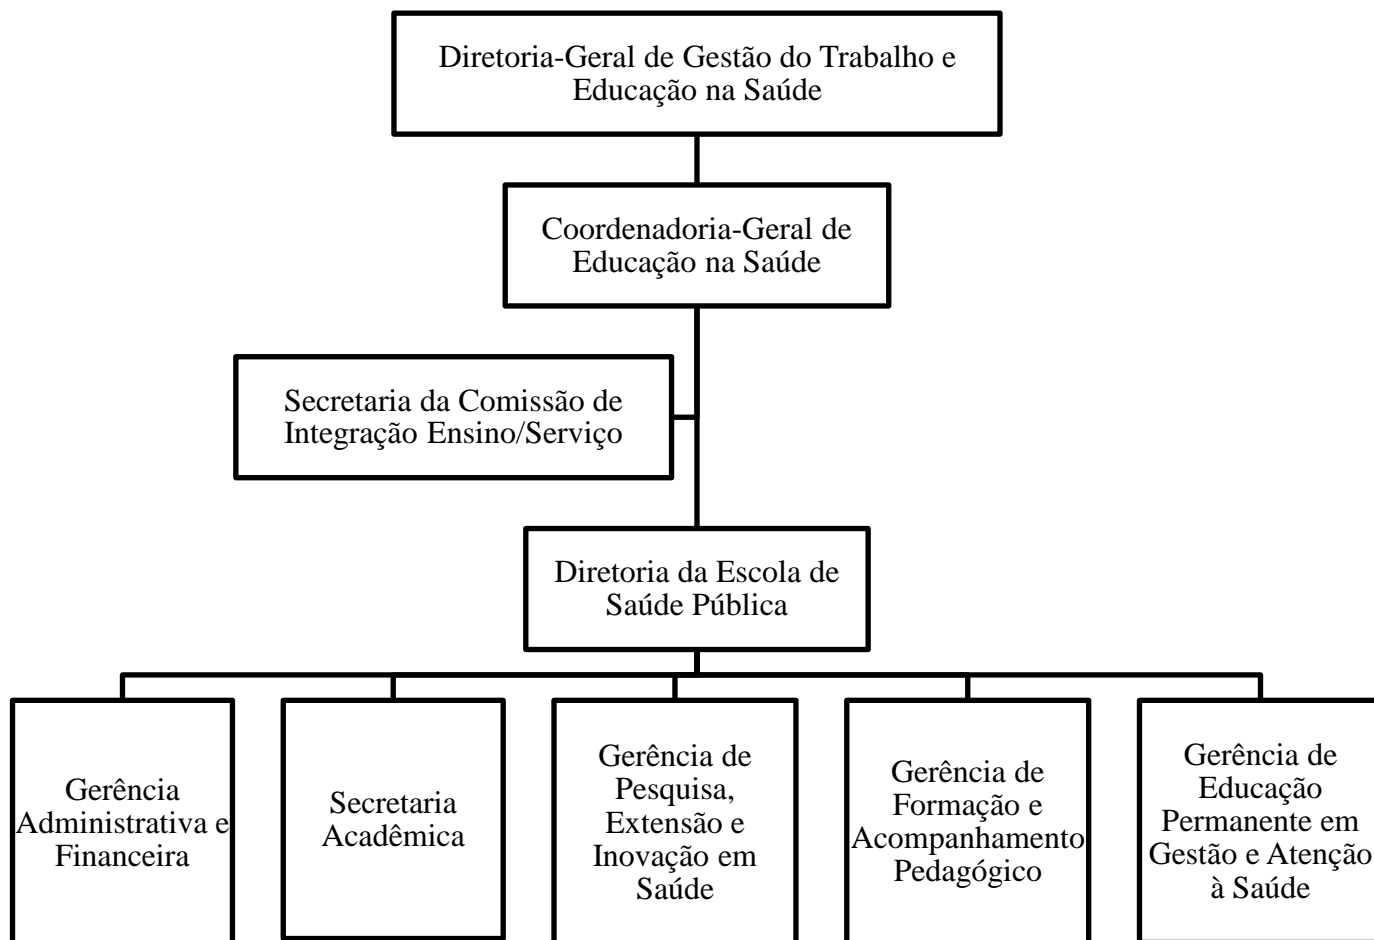 Diretoria-Geral de Gestão do Trabalho e
Educação na Saúde
Coordenadoria-Geral de
Educação na Saúde
Secretaria da Comissão de
Integração Ensino/Serviço
Diretoria da Escola de
Saúde Pública
Gerência
Administrativa e
Financeira
Secretaria
Acadêmica
Gerência de
Pesquisa,
Extensão e
Inovação em
Saúde
Gerência de
Formação e
Acompanhamento
Pedagógico
Gerência de
Educação
Permanente em
Gestão e Atenção
à Saúde